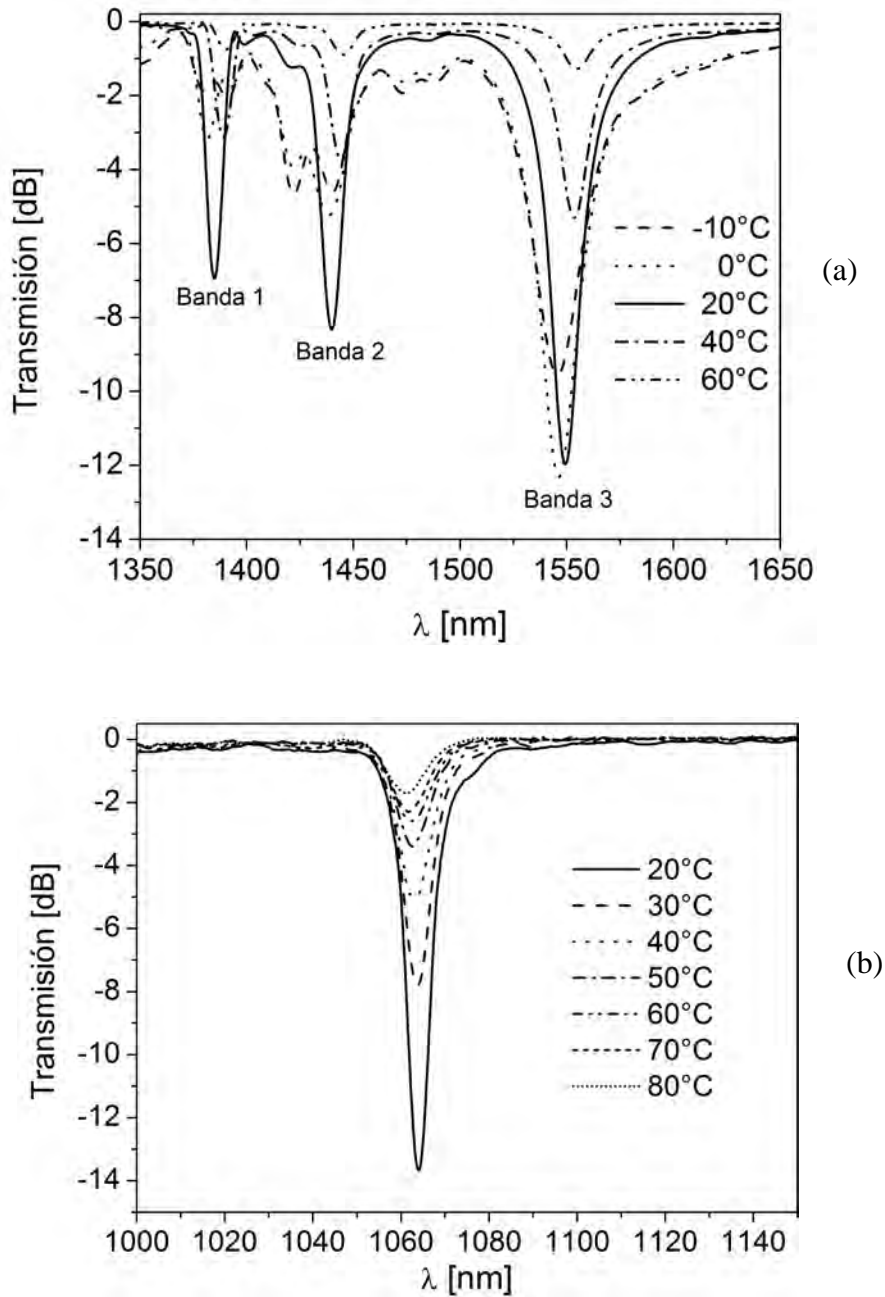 0
-2
-4
-6
-8
-10
-12
-14
Transmisión [dB]
Banda 1
Banda 2
Banda 3
-10°C
0°C
20°C
40°C
60°C
(a)
1350 1400 1450 1500 1550 1600 1650
λ [nm]
0
-2
-4
-6
-8
-10
-12
-14
Transmisión [dB]
20°C
30°C
40°C
50°C
60°C
70°C
80°C
(b)
1000 1020 1040 1060 1080 1100 1120 1140
λ [nm]